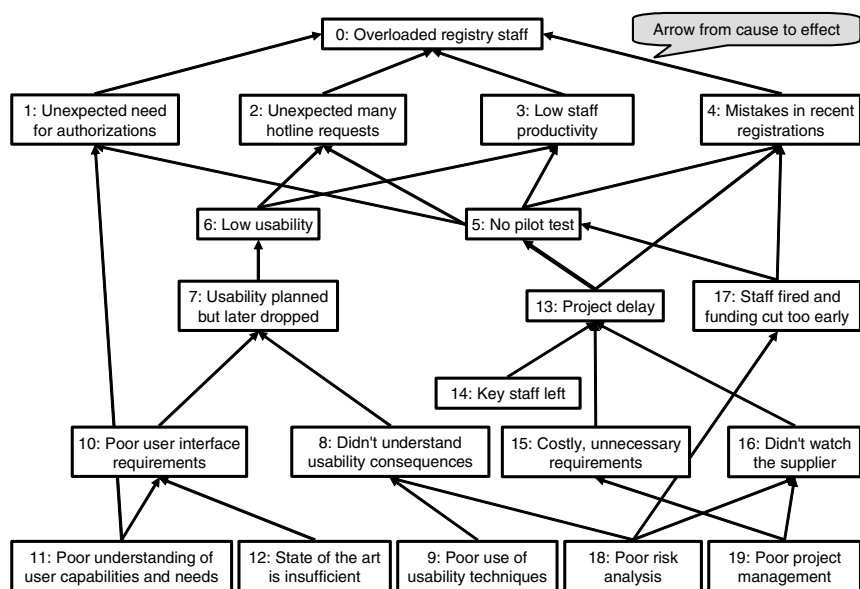 0: Overloaded registry staff
Arrow from cause to effect
1: Unexpected need
for authorizations
2: Unexpected many
hotline requests
3: Low staff
productivity
4: Mistakes in recent
registrations
6: Low usability
5: No pilot test
7: Usability planned
but later dropped
13: Project delay
17: Staff fired and
funding cut too early
14: Key staff left
10: Poor user interface
requirements
8: Didn't understand
usability consequences
15: Costly, unnecessary
requirements
16: Didn't watch
the supplier
11: Poor understanding of
user capabilities and needs
12: State of the art
is insufficient
9: Poor use of
usability techniques
18: Poor risk
analysis
19: Poor project
management